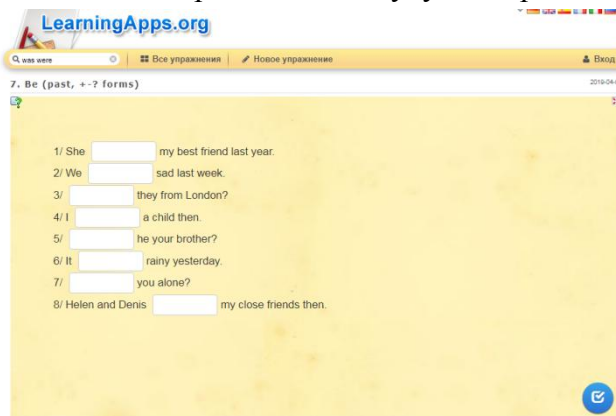 LearningApps.org
was were
Все упражнения
Новое упражнение
Вход
7. Be (past, +-? forms)
1/ She my best friend last year.
2/ We sad last week.
3/ they from London?
4/ I a child then.
5/ he your brother?
6/ It rainy yesterday.
7/ you alone?
8/ Helen and Denis my close friends then.